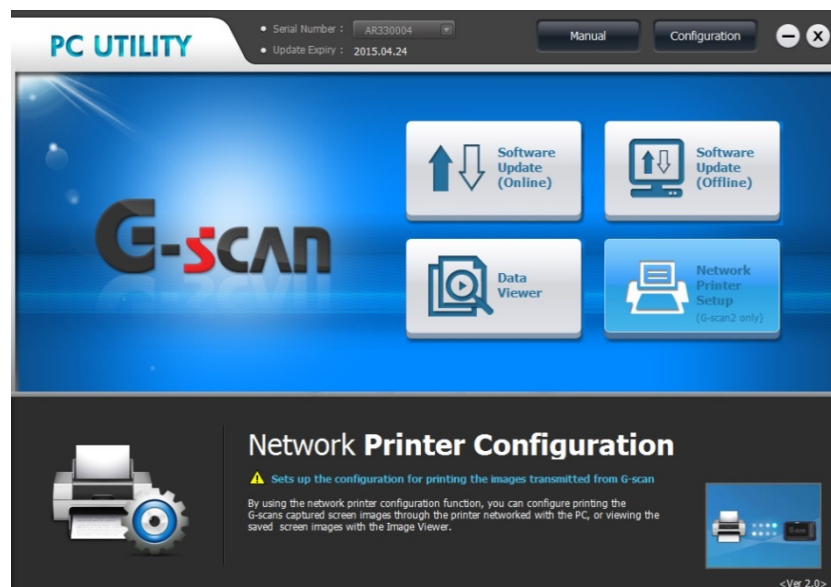 PC UTILITY
• Serial Number : AR330004
• Update Expiry : 2015.04.24
Manual
Configuration
G-scan
Software
Update
(Online)
Software
Update
(Offline)
Data
Viewer
Network
Printer
Setup
(G-scan2 only)
Network Printer Configuration
Sets up the configuration for printing the images transmitted from G-scan
By using the network printer configuration function, you can configure printing the
G-scans captured screen images through the printer networked with the PC, or viewing the
saved screen images with the Image Viewer.
<Ver 2.0>